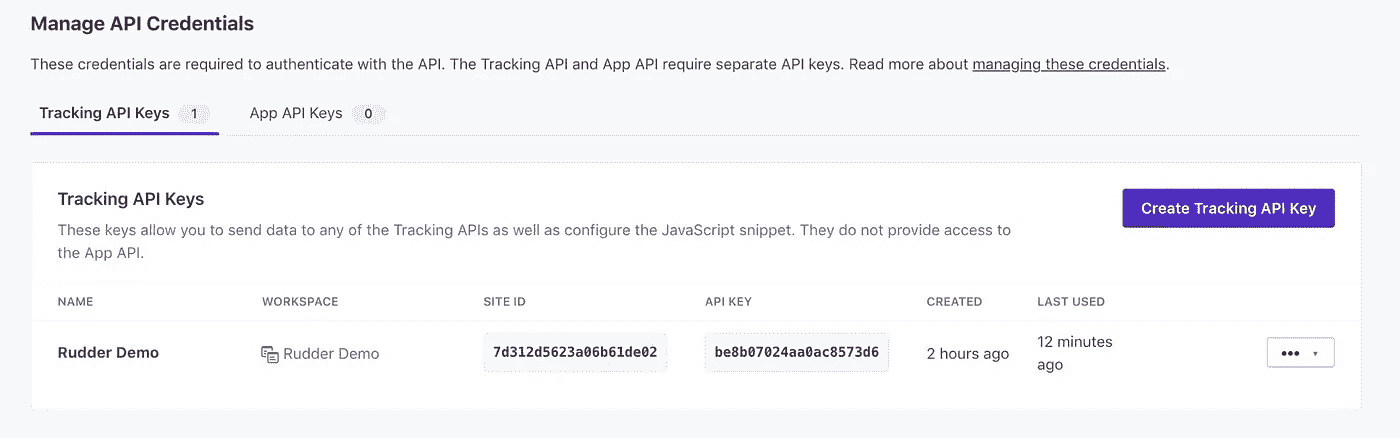 Manage API Credentials
These credentials are required to authenticate with the API. The Tracking API and App API require separate API keys. Read more about managing these credentials.
Tracking API Keys 1 App API Keys 0
Tracking API Keys
Create Tracking API Key
These keys allow you to send data to any of the Tracking APIs as well as configure the JavaScript snippet. They do not provide access to
the App API.
NAME WORKSPACE SITE ID API KEY CREATED LAST USED
Rudder Demo Rudder Demo 7d312d5623a06b61de02 be8b07024aa0ac8573d6 2 hours ago 12 minutes
ago